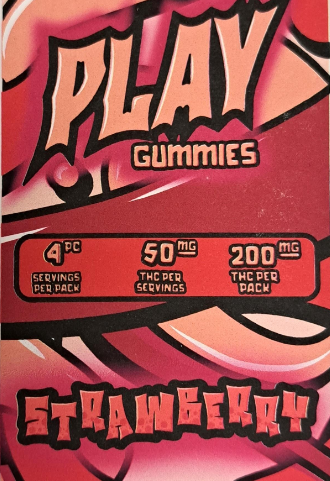 PLAY
GUMMIES
4PC 50MG 200MG
SERVINGS THC PER THC PER
PER PACK SERVINGS PACK
STRAWBERRY